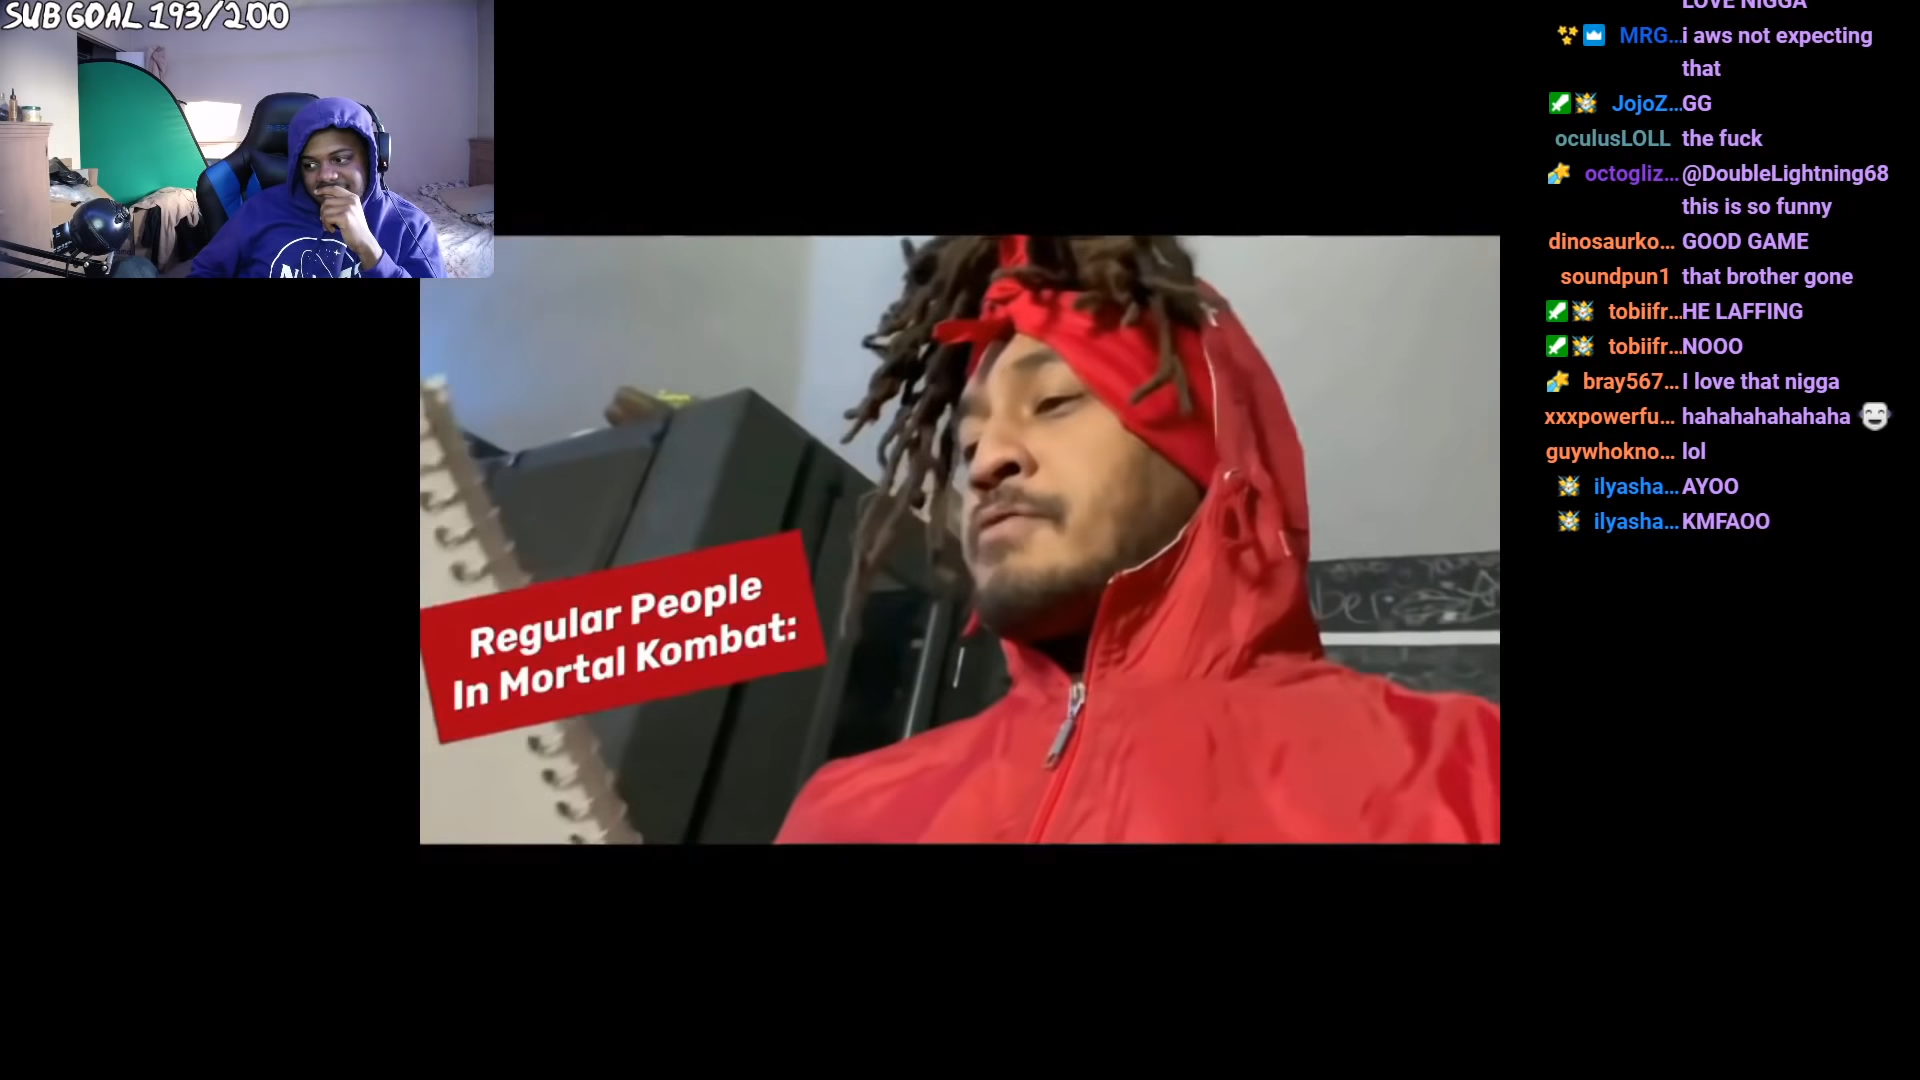 SUB GOAL 193/200
LOVE NIGGA
MRG... i aws not expecting
that
JojoZ... GG
oculusLOLL the fuck
octogliz... @DoubleLightning68
this is so funny
dinosaurko... GOOD GAME
soundpun1 that brother gone
tobiifr... HE LAFFING
tobiifr... NOOO
bray567... I love that nigga
xxxpowerfu... hahahahahahaha
guywhokno... lol
ilyasha... AYOO
ilyasha... KMFAOO
Regular People
In Mortal Kombat: